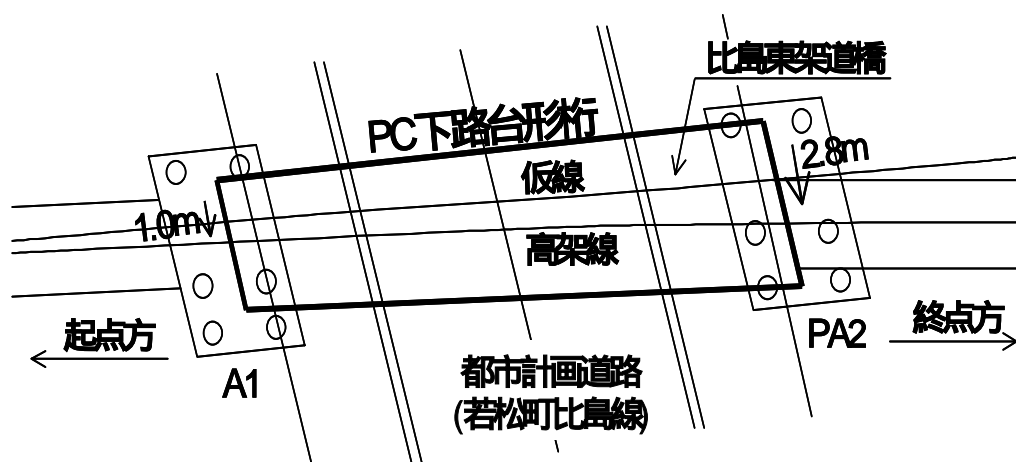 比島東架道橋
PC下路台形桁
仮線
2.8m
1.0m
高架線
起点方
終点方
PA2
A1
都市計画道路
(若松町比島線)